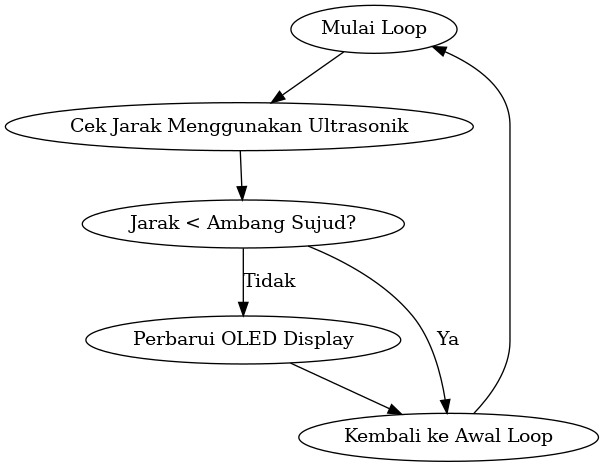 Mulai Loop
Cek Jarak Menggunakan Ultrasonik
Jarak < Ambang Sujud?
Tidak
Perbarui OLED Display
Ya
Kembali ke Awal Loop